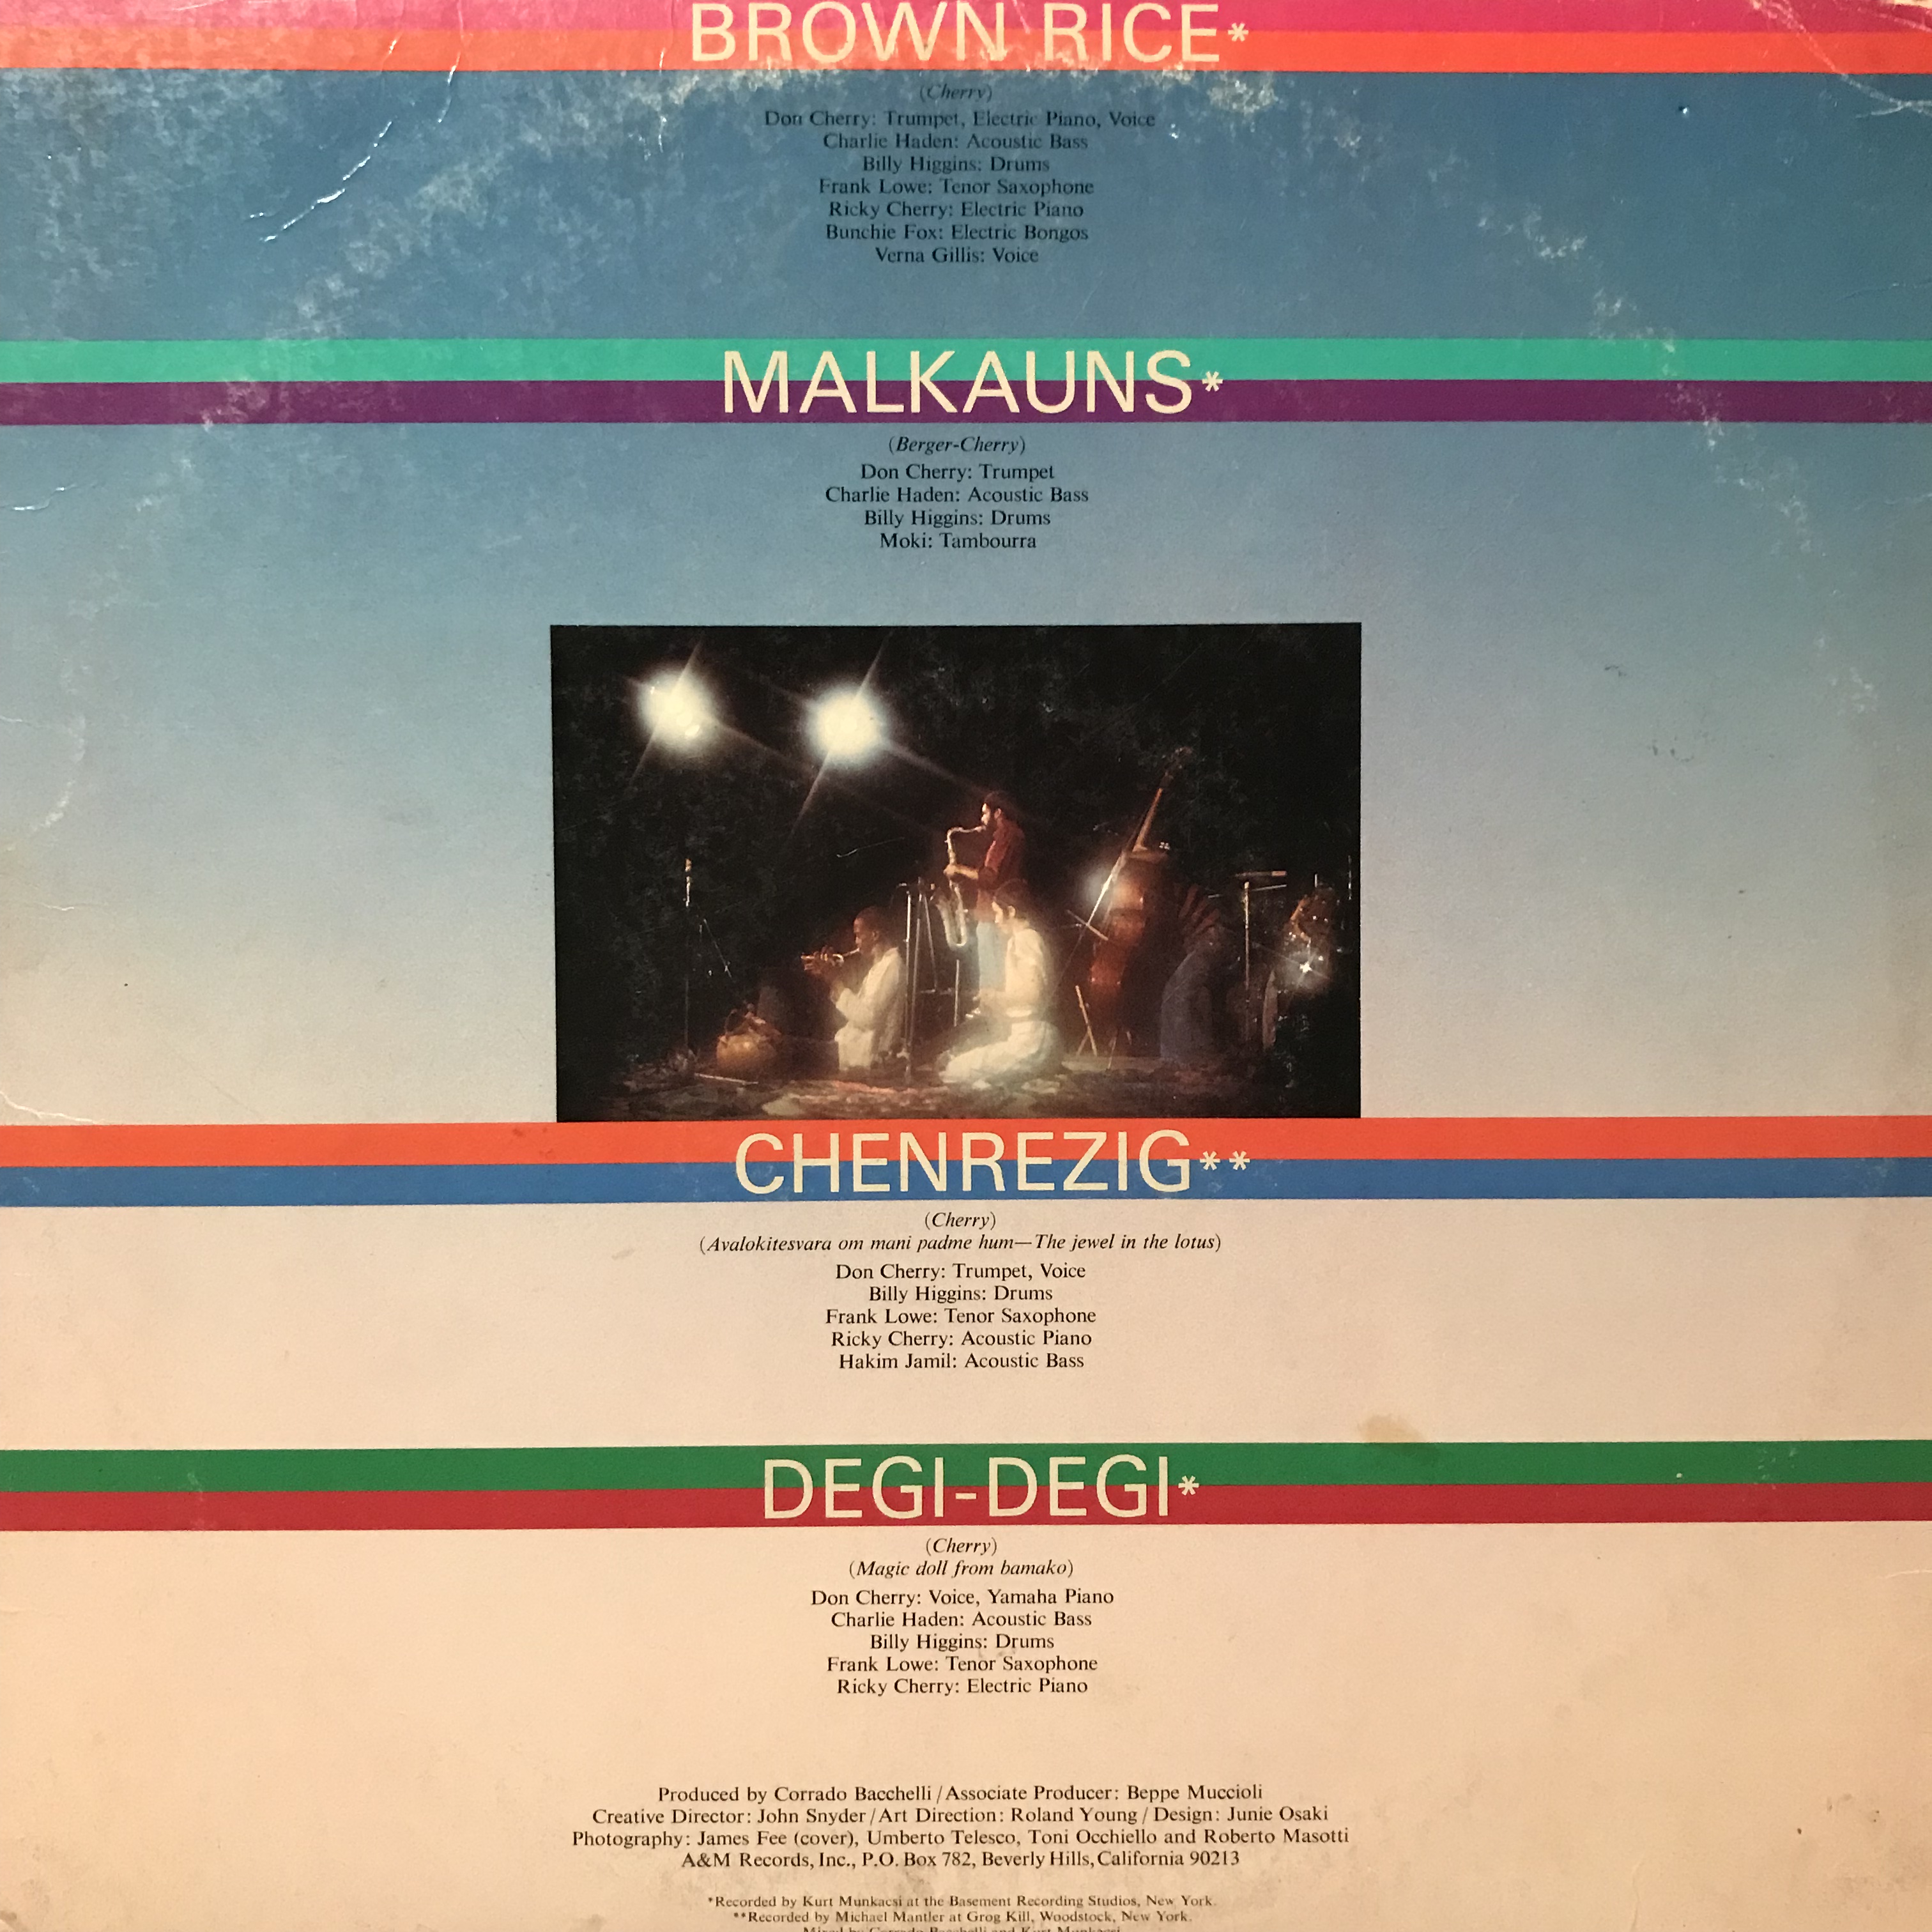 BROWN RICE*
(Cherry)
Don Cherry: Trumpet, Electric Piano, Voice
Charlie Haden: Acoustic Bass
Billy Higgins: Drums
Frank Lowe: Tenor Saxophone
Ricky Cherry: Electric Piano
Bunchie Fox: Electric Bongos
Verna Gillis: Voice
MALKAUNS*
(Berger-Cherry)
Don Cherry: Trumpet
Charlie Haden: Acoustic Bass
Billy Higgins: Drums
Moki: Tambourra
CHENREZIG**
(Cherry)
(Avalokitesvara om mani padme hum—The jewel in the lotus)
Don Cherry: Trumpet, Voice
Billy Higgins: Drums
Frank Lowe: Tenor Saxophone
Ricky Cherry: Acoustic Piano
Hakim Jamil: Acoustic Bass
DEGI-DEGI*
(Cherry)
(Magic doll from bamako)
Don Cherry: Voice, Yamaha Piano
Charlie Haden: Acoustic Bass
Billy Higgins: Drums
Frank Lowe: Tenor Saxophone
Ricky Cherry: Electric Piano
Produced by Corrado Bacchelli / Associate Producer: Beppe Muccioli
Creative Director: John Snyder / Art Direction: Roland Young / Design: Junie Osaki
Photography: James Fee (cover), Umberto Telesco, Toni Occhiello and Roberto Masotti
A&M Records, Inc., P.O. Box 782, Beverly Hills, California 90213
*Recorded by Kurt Munkacsi at the Basement Recording Studios, New York.
**Recorded by Michael Mantler at Grog Kill, Woodstock, New York.